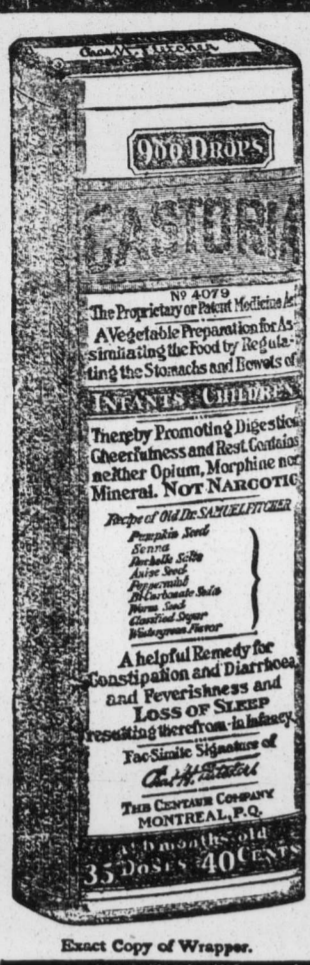 Chas. H. Fletcher
900 DROPS
CASTORIA
Nº 4079
The Proprietary or Patent Medicine Act
A Vegetable Preparation for As-
similating the Food by Regula-
ting the Stomachs and Bowels of
INFANTS CHILDREN
Thereby Promoting Digestion
Cheerfulness and Rest. Contains
neither Opium, Morphine nor
Mineral. NOT NARCOTIC
Recipe of Old Dr. SAMUEL PITCHER
Pumpkin Seed
Senna
Rochelle Salts
Anise Seed
Peppermint
Bi-Carbonate Soda
Worm Seed
Clarified Sugar
Wintergreen Flavor
A helpful Remedy for
Constipation and Diarrhoea,
and Feverishness and
LOSS OF SLEEP
resulting therefrom-in Infancy.
Fac-Simile Signature of
Chas. H. Fletcher
THE CENTAUR COMPANY
MONTREAL, P.Q.
At 6 months old
35 DOSES 40 CENTS
Exact Copy of Wrapper.